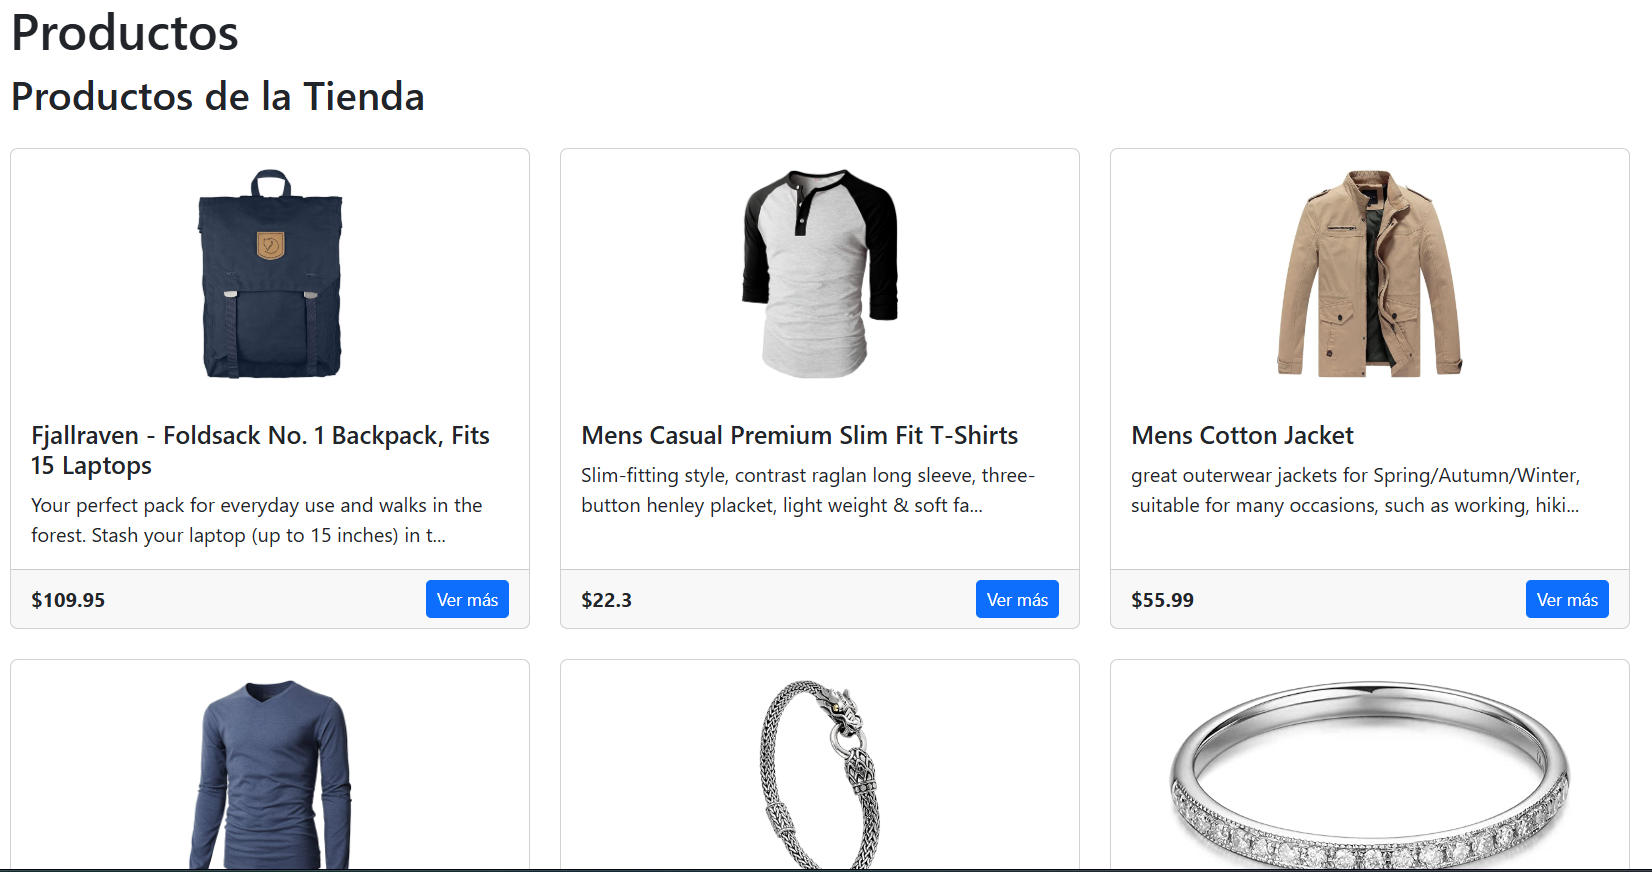 Productos
Productos de la Tienda
Fjallraven - Foldsack No. 1 Backpack, Fits
15 Laptops
Your perfect pack for everyday use and walks in the
forest. Stash your laptop (up to 15 inches) in t...
$109.95
Ver más
Mens Casual Premium Slim Fit T-Shirts
Slim-fitting style, contrast raglan long sleeve, three-
button henley placket, light weight & soft fa...
$22.3
Ver más
Mens Cotton Jacket
great outerwear jackets for Spring/Autumn/Winter,
suitable for many occasions, such as working, hiki...
$55.99
Ver más